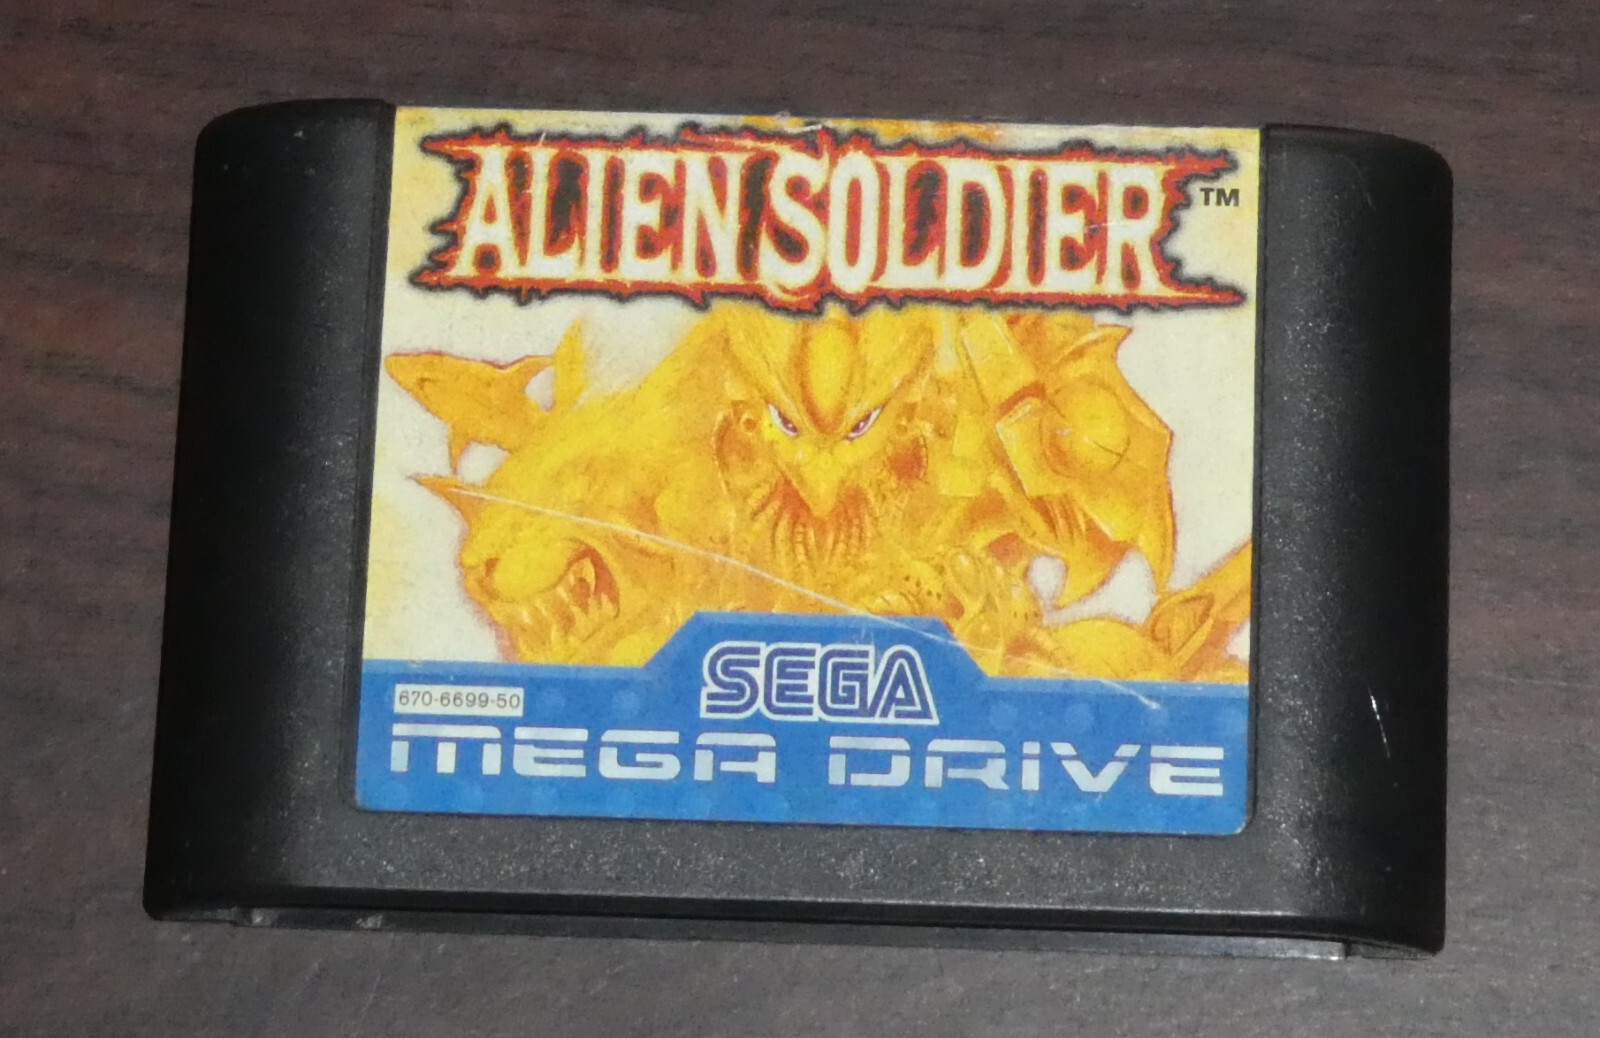 ALIEN SOLDIER™
SEGA
670-6699-50
MEGA DRIVE